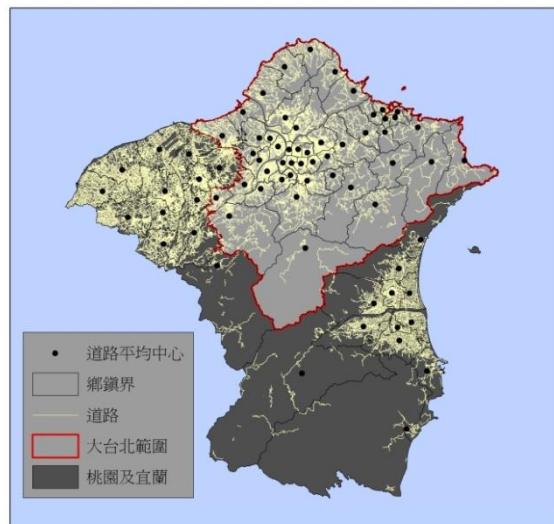 道路平均中心
鄉鎮界
道路
大台北範圍
桃園及宜蘭